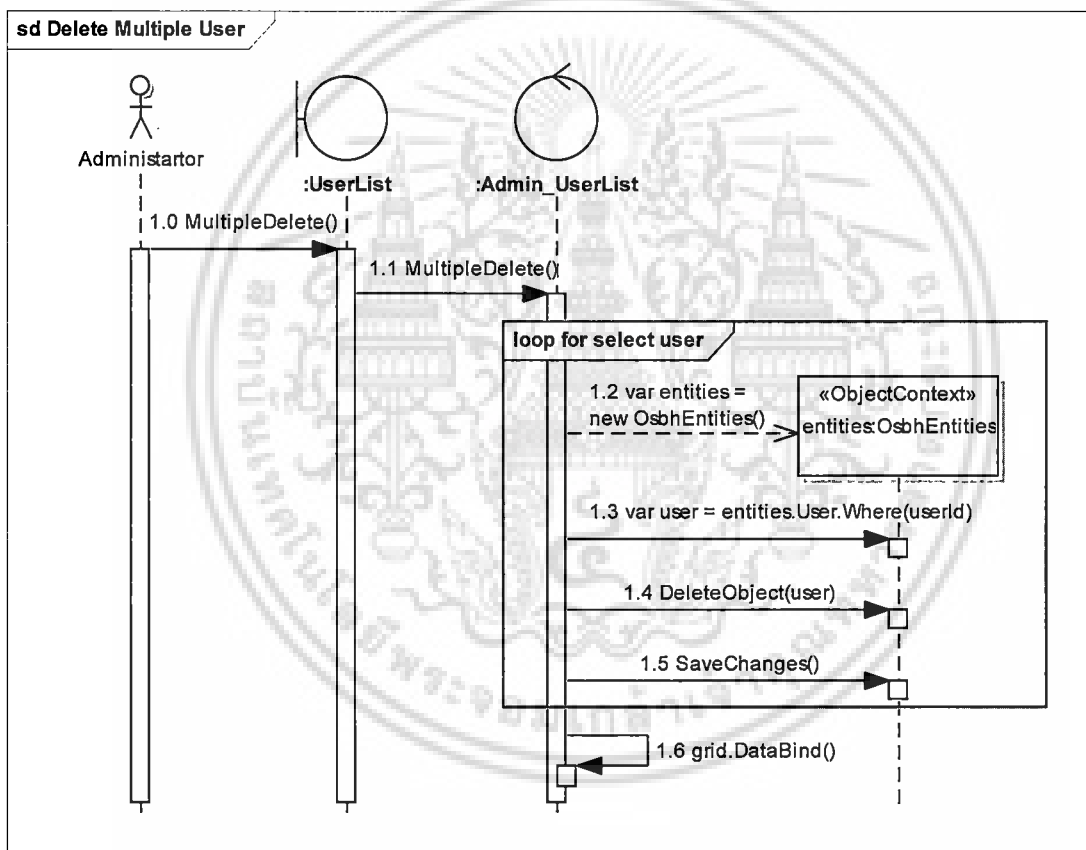 sd Delete Multiple User
Administartor
:UserList
:Admin_UserList
1.0 MultipleDelete()
1.1 MultipleDelete()
loop for select user
1.2 var entities =
new OsbhEntities()
«ObjectContext»
entities:OsbhEntities
1.3 var user = entities.User.Where(userId)
1.4 DeleteObject(user)
1.5 SaveChanges()
1.6 grid.DataBind()